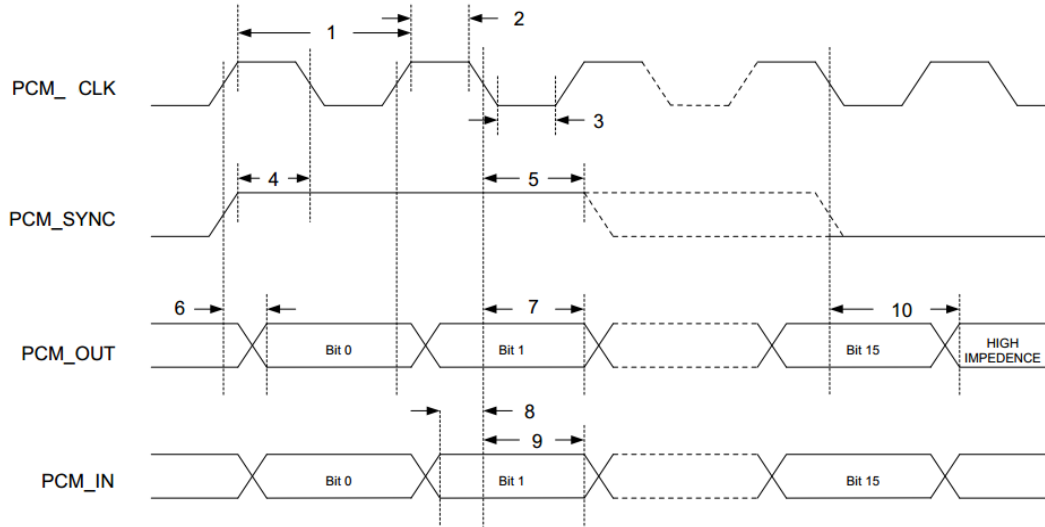 1
2
PCM_ CLK
3
4
5
PCM_SYNC
6
7
10
PCM_OUT
Bit 0
Bit 1
Bit 15
HIGH
IMPEDENCE
8
9
PCM_IN
Bit 0
Bit 1
Bit 15